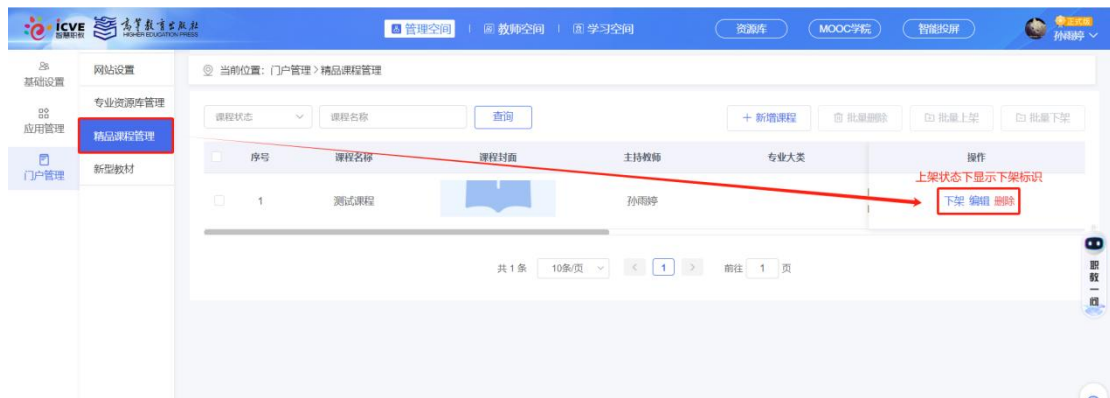 icve 智慧职教 高等教育出版社 HIGHER EDUCATION PRESS 管理空间 教师空间 学习空间 资源库 MOOC学院 智能投屏 正式版 孙雨婷
基础设置
应用管理
门户管理
网站设置
专业资源库管理
精品课程管理
新型教材
当前位置：门户管理>精品课程管理
课程状态 课程名称 查询 + 新增课程 批量删除 批量上架 批量下架
序号 课程名称 课程封面 主持教师 专业大类 操作
上架状态下显示下架标识
1 测试课程 孙雨婷 下架 编辑 删除
共 1 条 10条/页 < 1 > 前往 1 页
职教一问